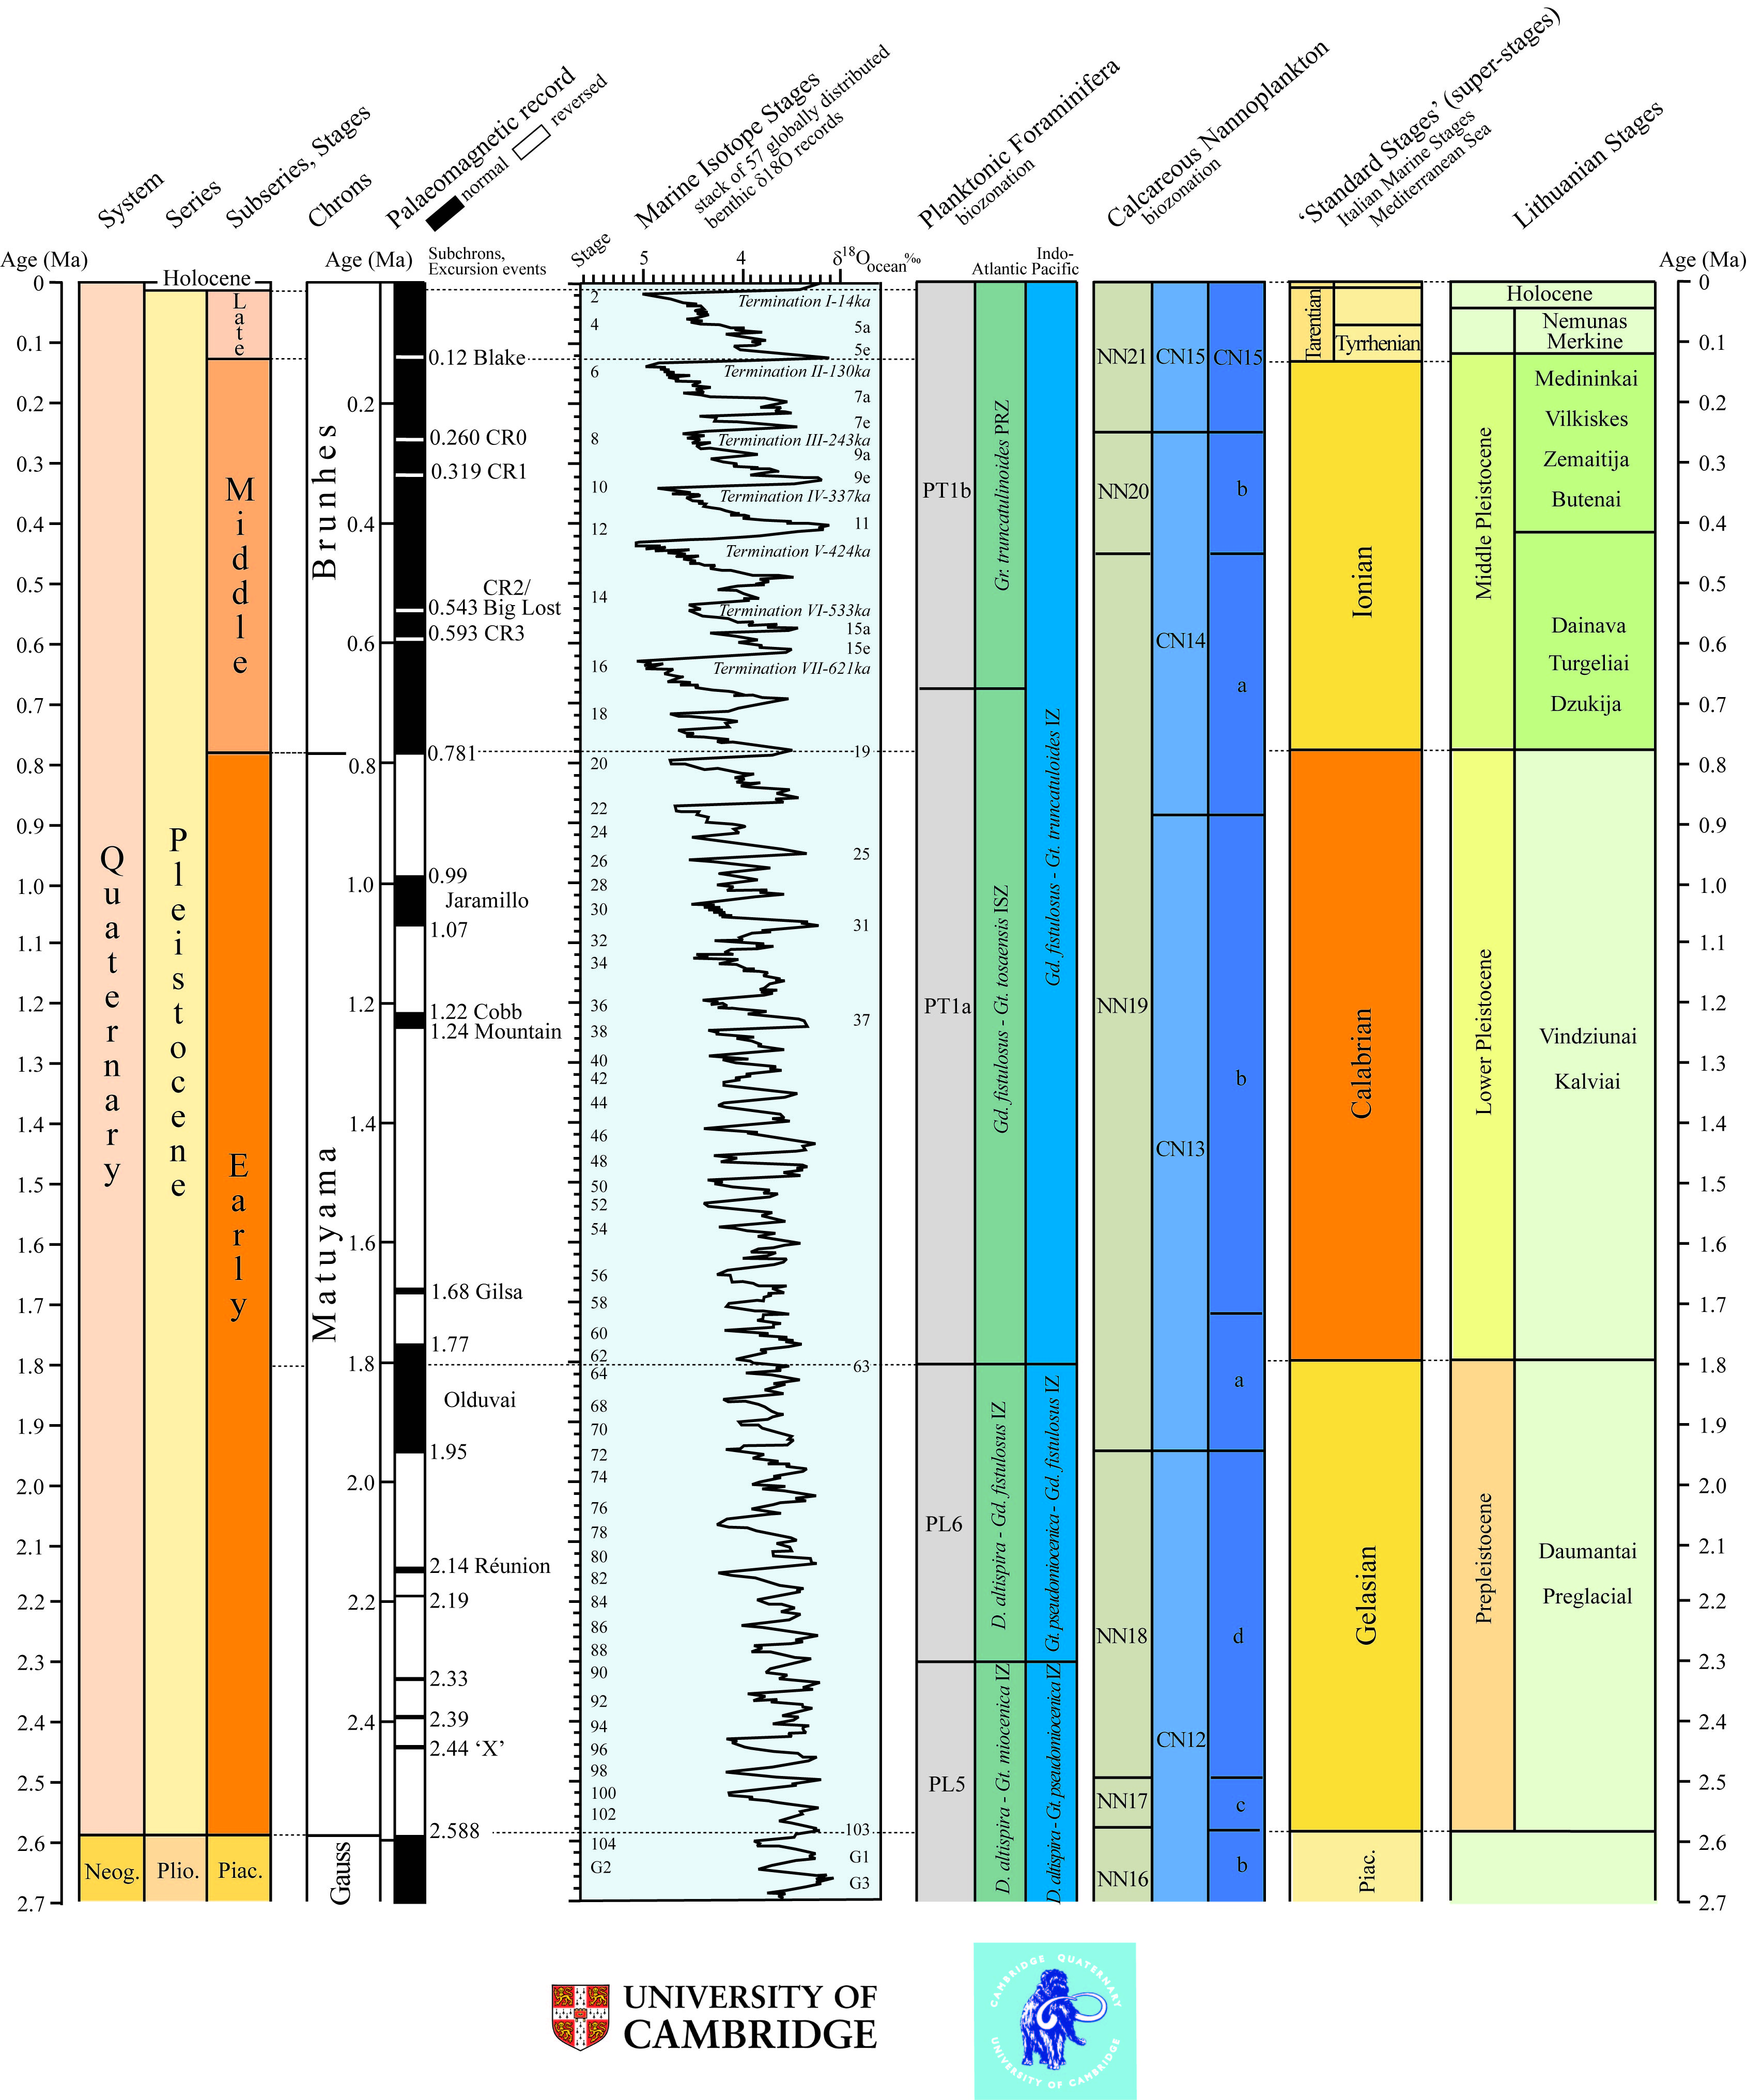 System
Series
Subseries, Stages
Chrons
Palaeomagnetic record
normal
reversed
Marine Isotope Stages
stack of 57 globally distributed
benthic δ18O records
Planktonic Foraminifera
biozonation
Calcareous Nannoplankton
biozonation
‘Standard Stages’ (super-stages)
Italian Marine Stages
Mediterranean Sea
Lithuanian Stages
Age (Ma)
Age (Ma)
Subchrons,
Excursion events
Stage
5
4
δ18Oocean‰
Atlantic
Indo-
Pacific
Age (Ma)
0
0.1
0.2
0.3
0.4
0.5
0.6
0.7
0.8
0.9
1.0
1.1
1.2
1.3
1.4
1.5
1.6
1.7
1.8
1.9
2.0
2.1
2.2
2.3
2.4
2.5
2.6
2.7
Quaternary
Neog.
Holocene
Pleistocene
Plio.
Late
Middle
Early
Piac.
Brunhes
Matuyama
Gauss
0.2
0.4
0.6
0.8
1.0
1.2
1.4
1.6
1.8
2.0
2.2
2.4
0.12 Blake
0.260 CR0
0.319 CR1
CR2/
0.543 Big Lost
0.593 CR3
0.781
0.99
Jaramillo
1.07
1.22 Cobb
1.24 Mountain
1.68 Gilsa
1.77
Olduvai
1.95
2.14 Réunion
2.19
2.33
2.39
2.44 ‘X’
2.588
2
4
6
8
10
12
14
16
18
20
22
24
26
28
30
32
34
36
38
40
42
44
46
48
50
52
54
56
58
60
62
64
68
70
72
74
76
78
80
82
84
86
88
90
92
94
96
98
100
102
104
G2
Termination I-14ka
5a
5e
Termination II-130ka
7a
7e
Termination III-243ka
9a
9e
Termination IV-337ka
11
Termination V-424ka
Termination VI-533ka
15a
15e
Termination VII-621ka
19
25
31
37
63
103
G1
G3
PT1b
PT1a
PL6
PL5
Gr. truncatulinoides PRZ
Gd. fistulosus - Gt. tosaensis ISZ
D. altispira - Gd. fistulosus IZ
D. altispira - Gt. miocenica IZ
Gd. fistulosus - Gt. truncatuloides IZ
Gt. pseudomiocenica - Gd. fistulosus IZ
D. altispira - Gt. pseudomiocenica IZ
NN21
NN20
NN19
NN18
NN17
NN16
CN15
CN14
CN13
CN12
CN15
b
a
b
a
d
c
b
Tarentian
Tyrrhenian
Ionian
Calabrian
Gelasian
Piac.
Holocene
Middle Pleistocene
Lower Pleistocene
Prepleistocene
Nemunas
Merkine
Medininkai
Vilkiskes
Zemaitija
Butenai
Dainava
Turgeliai
Dzukija
Vindziunai
Kalviai
Daumantai
Preglacial
0
0.1
0.2
0.3
0.4
0.5
0.6
0.7
0.8
0.9
1.0
1.1
1.2
1.3
1.4
1.5
1.6
1.7
1.8
1.9
2.0
2.1
2.2
2.3
2.4
2.5
2.6
2.7
UNIVERSITY OF
CAMBRIDGE
CAMBRIDGE QUATERNARY
UNIVERSITY OF CAMBRIDGE